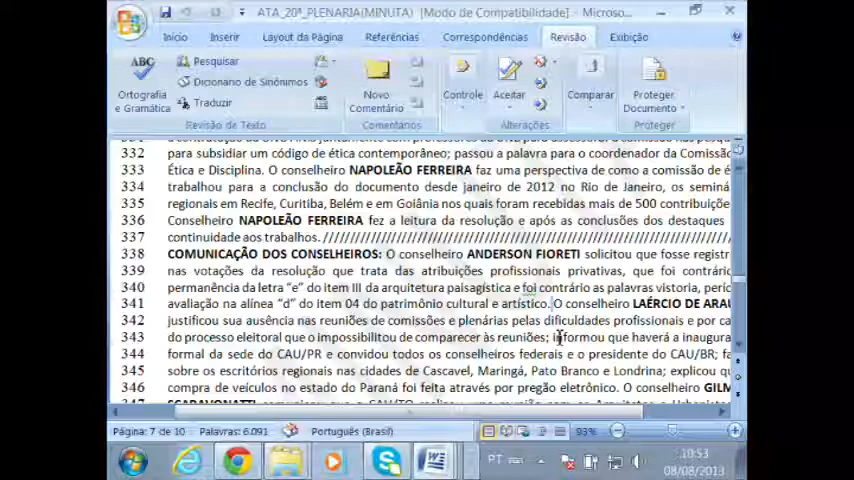 ATA_20ª_PLENARIA(MINUTA) [Modo de Compatibilidade] - Microso...
Início Inserir Layout da Página Referências Correspondências Revisão Exibição
ABC
Ortografia e Gramática
Pesquisar
Dicionário de Sinônimos
Traduzir
Novo Comentário
Controle
Aceitar
Comparar
Proteger Documento
Revisão de Texto Comentários Alterações Proteger
332 para subsidiar um código de ética contemporâneo; passou a palavra para o coordenador da Comissão
333 Ética e Disciplina. O conselheiro NAPOLEÃO FERREIRA faz uma perspectiva de com a comissão de é
334 trabalhou para a conclusão do documento desde janeiro de 2012 no Rio de Janeiro, os seminá
335 regionais em Recife, Curitiba, Belém e em Goiânia nos quais foram recebidas mais de 500 contribuiçõe
336 Conselheiro NAPOLEÃO FERREIRA fez a leitura da resolução e após as conclusões dos destaques
337 continuidade aos trabalhos. ////////////////////////////////////////////////////////////////////////
338 COMUNICAÇÃO DOS CONSELHEIROS: O conselheiro ANDERSON FIORETI solicitou que fosse registr
339 nas votações da resolução que trata das atribuições profissionais privativas, que foi contrário
340 permanência da letra “e” do item III da arquitetura paisagística e foi contrário as palavras vistoria, períc
341 avaliação na alínea “d” do item 04 do patrimônio cultural e artístico. O conselheiro LAÉRCIO DE ARAU
342 justificou sua ausência nas reuniões de comissões e plenárias pelas dificuldades profissionais e por ca
343 do processo eleitoral que o impossibilitou de comparecer às reuniões; informou que haverá a inaugura
344 formal da sede do CAU/PR e convidou todos os conselheiros federais e o presidente do CAU/BR; fa
345 sobre os escritórios regionais nas cidades de Cascavel, Maringá, Pato Branco e Londrina; explicou qu
346 compra de veículos no estado do Paraná foi feita através por pregão eletrônico. O conselheiro GILM
347
Página: 7 de 10 Palavras: 6.091 Português (Brasil) 93%
PT 10:53
08/08/2013